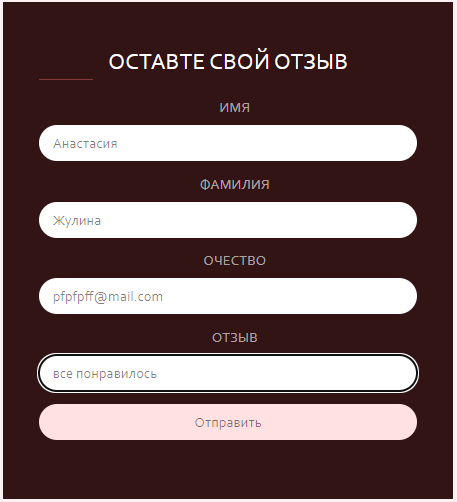 ОСТАВТЕ СВОЙ ОТЗЫВ
ИМЯ
Анастасия
ФАМИЛИЯ
Жулина
ОЧЕСТВО
pfpfpff@mail.com
ОТЗЫВ
все понравилось
Отправить